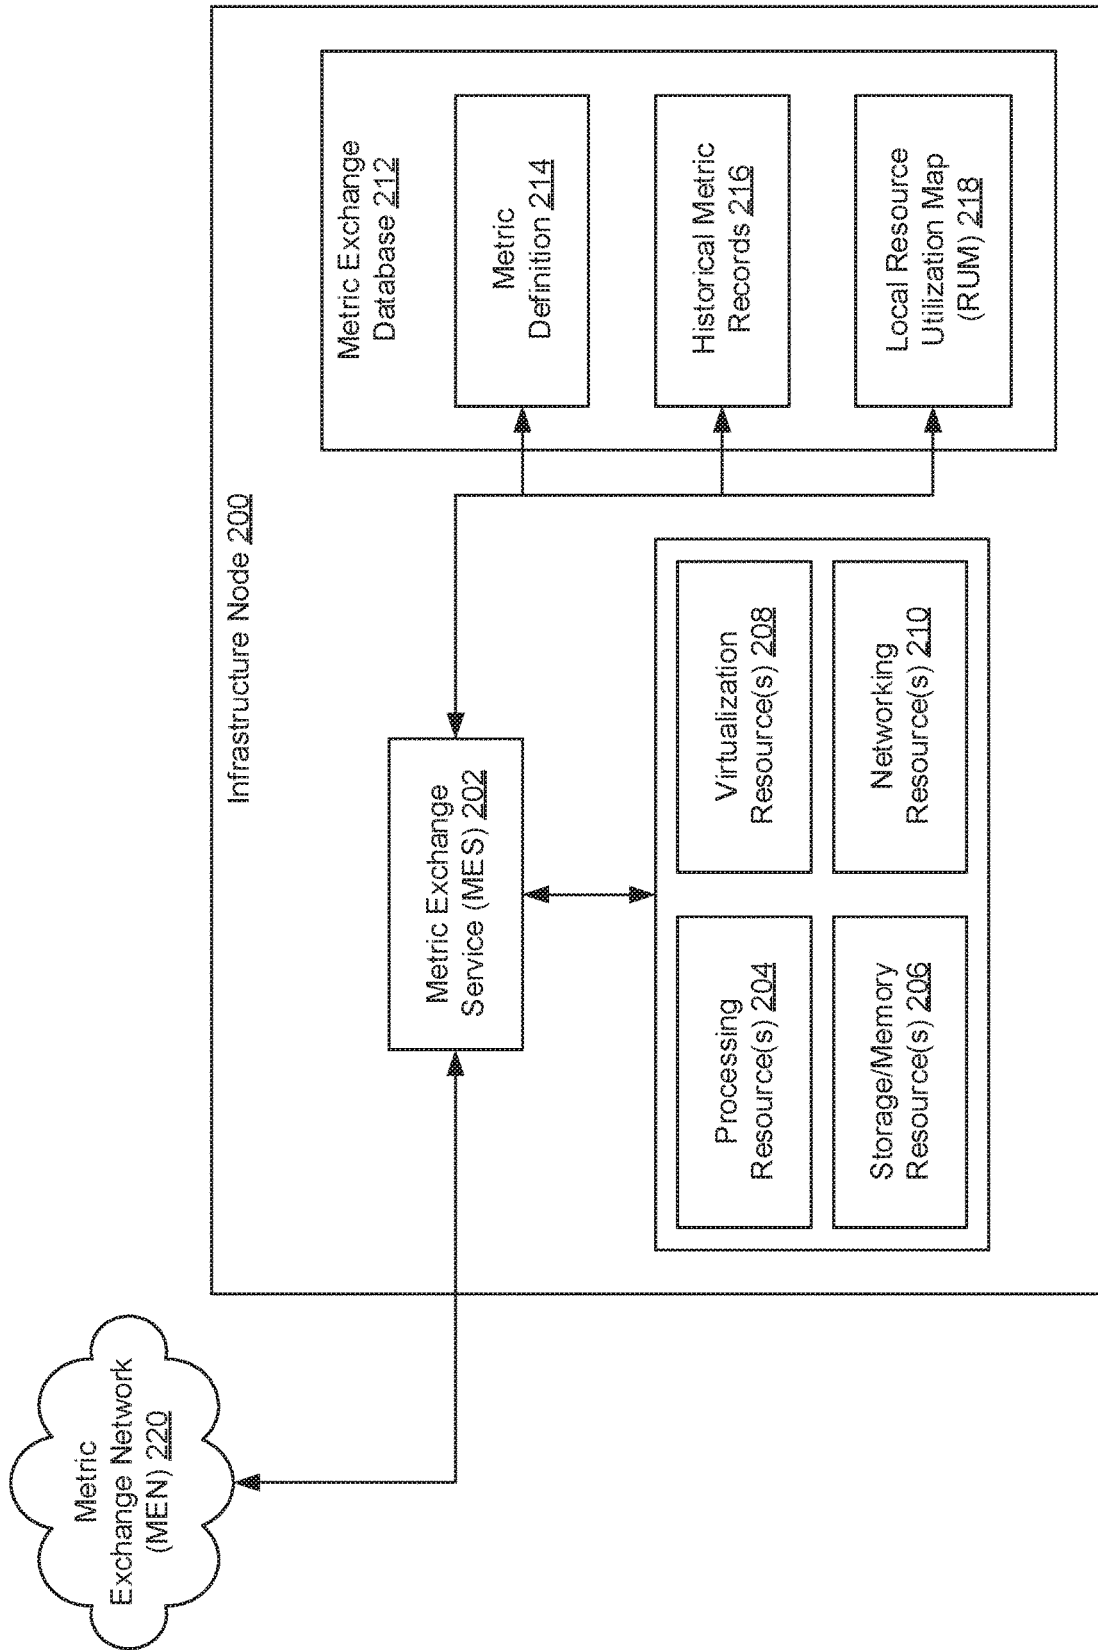 Metric
Exchange Network
(MEN) 220
Infrastructure Node 200
Metric Exchange
Service (MES) 202
Processing
Resource(s) 204
Virtualization
Resource(s) 208
Storage/Memory
Resource(s) 206
Networking
Resource(s) 210
Metric Exchange
Database 212
Metric
Definition 214
Historical Metric
Records 216
Local Resource
Utilization Map
(RUM) 218